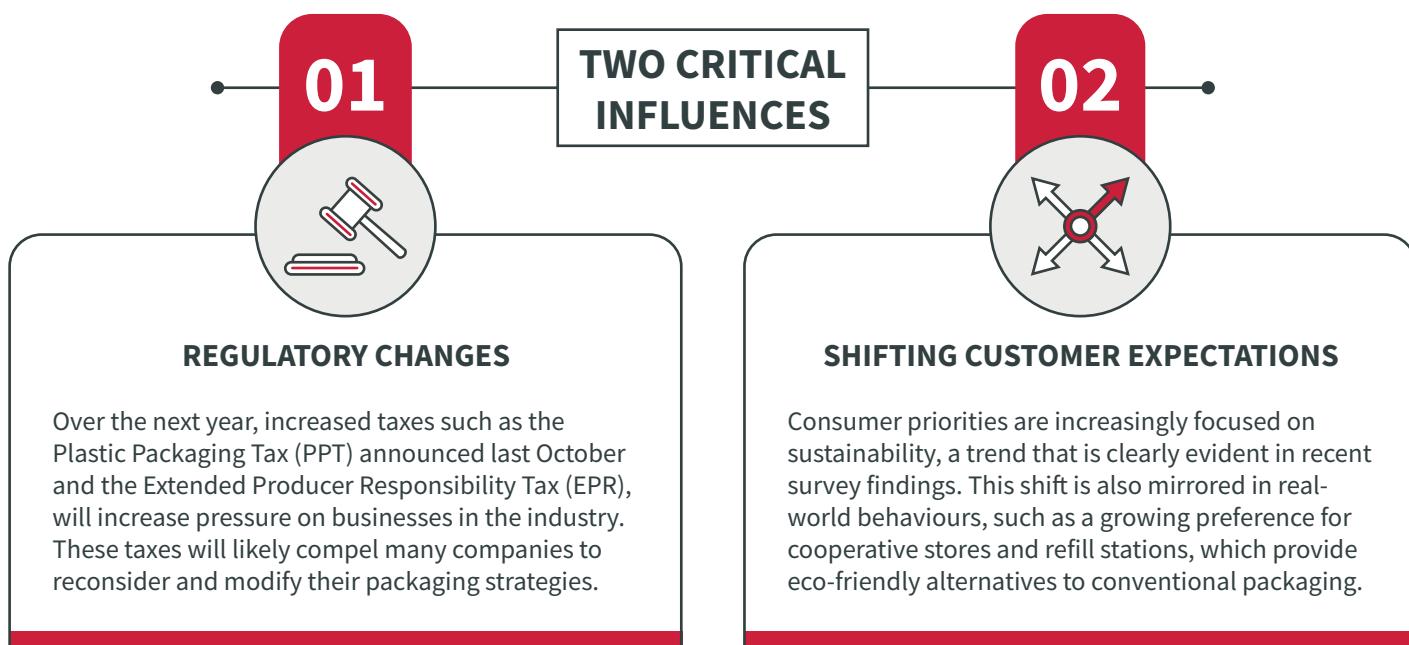 01
TWO CRITICAL
INFLUENCES
02
REGULATORY CHANGES
Over the next year, increased taxes such as the
Plastic Packaging Tax (PPT) announced last October
and the Extended Producer Responsibility Tax (EPR),
will increase pressure on businesses in the industry.
These taxes will likely compel many companies to
reconsider and modify their packaging strategies.
SHIFTING CUSTOMER EXPECTATIONS
Consumer priorities are increasingly focused on
sustainability, a trend that is clearly evident in recent
survey findings. This shift is also mirrored in real-
world behaviours, such as a growing preference for
cooperative stores and refill stations, which provide
eco-friendly alternatives to conventional packaging.